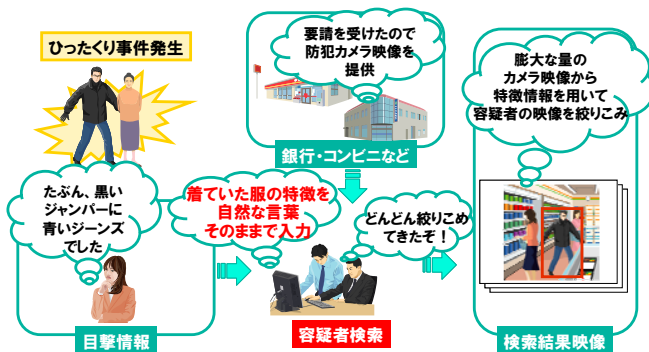 ひったくり事件発生
たぶん、黒い
ジャンパーに
青いジーンズ
でした
目撃情報
要請を受けたので
防犯カメラ映像を
提供
銀行・コンビニなど
着ていた服の特徴を
自然な言葉
そのままで入力
どんどん絞りこめ
てきたぞ！
容疑者検索
膨大な量の
カメラ映像から
特徴情報を用いて
容疑者の映像を絞りこみ
検索結果映像